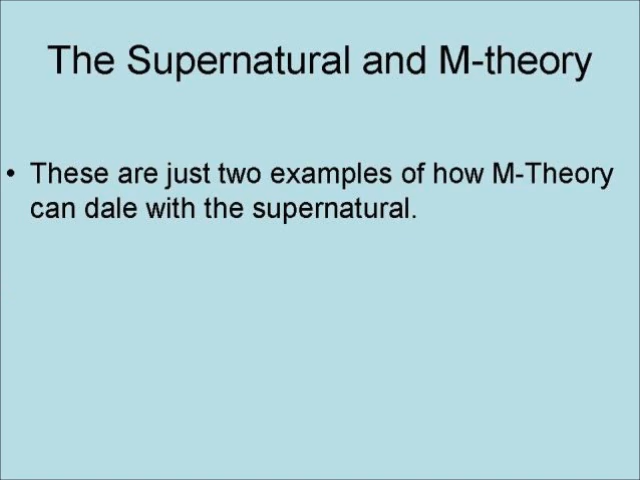 The Supernatural and M-theory
• These are just two examples of how M-Theory
can dale with the supernatural.